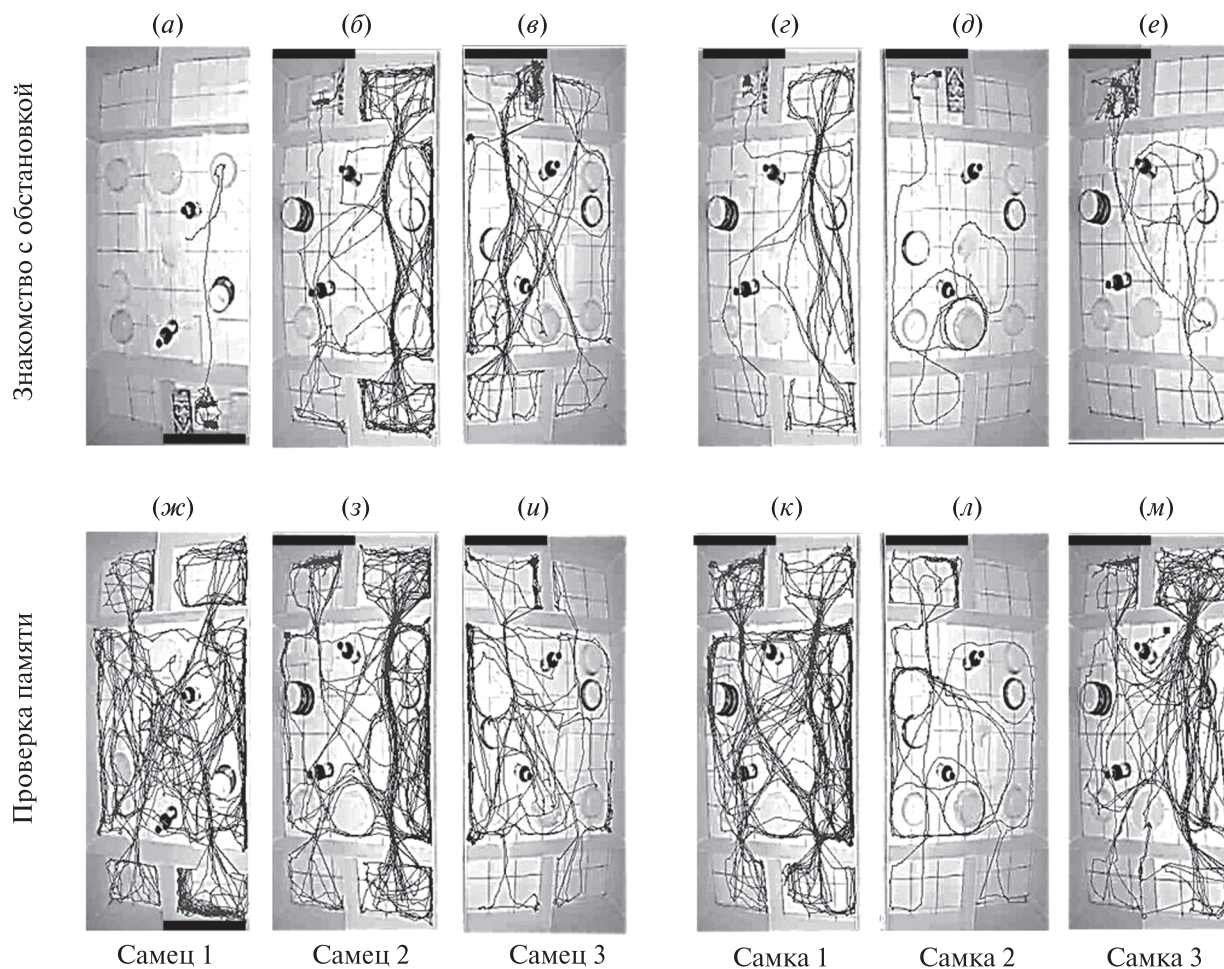 (а) (б) (в) (г) (д) (е)
Знакомство с обстановкой
(ж) (з) (и) (к) (л) (м)
Проверка памяти
Самец 1 Самец 2 Самец 3 Самка 1 Самка 2 Самка 3